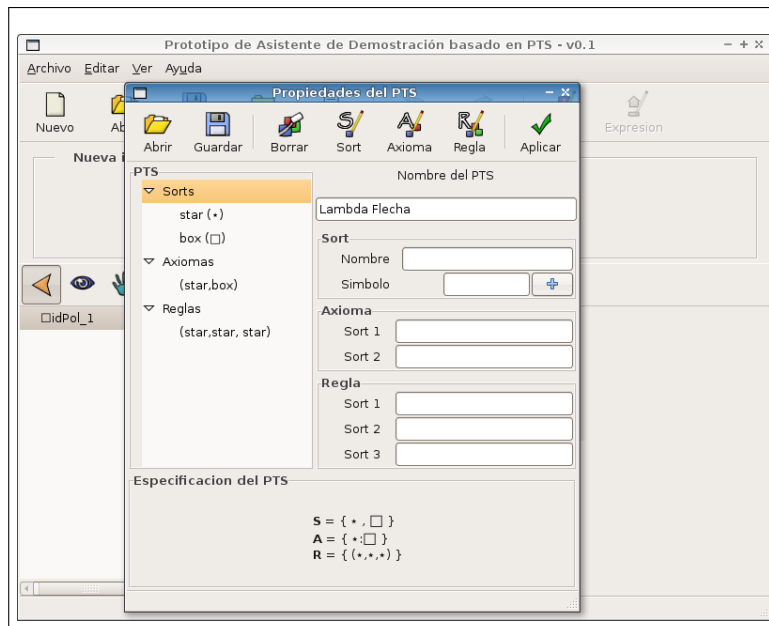 Prototipo de Asistente de Demostración basado en PTS - v0.1
Archivo Editar Ver Ayuda
Nuevo
Expresion
Propiedades del PTS
Abrir Guardar Borrar Sort Axioma Regla Aplicar
PTS
Sorts
star (⋆)
box (□)
Axiomas
(star,box)
Reglas
(star,star, star)
Nombre del PTS
Lambda Flecha
Sort
Nombre
Simbolo
Axioma
Sort 1
Sort 2
Regla
Sort 1
Sort 2
Sort 3
□idPol_1
Especificacion del PTS
S = { ⋆ , □ }
A = { ⋆:□ }
R = { (⋆,⋆,⋆) }